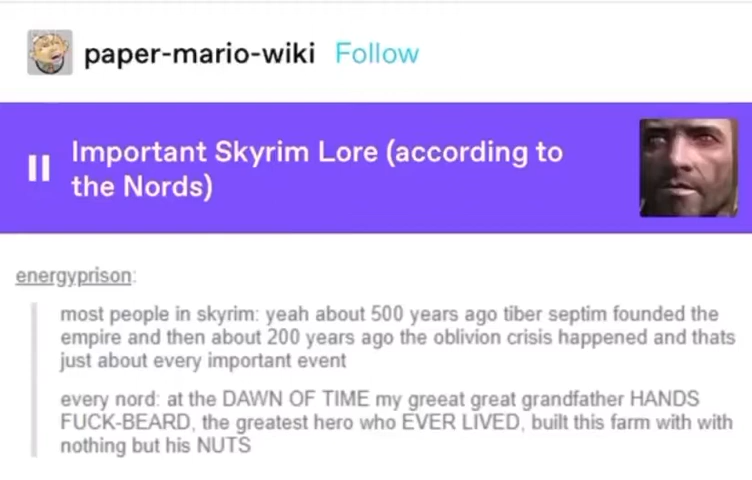 paper-mario-wiki Follow
Important Skyrim Lore (according to
the Nords)
energyprison:
most people in skyrim: yeah about 500 years ago tiber septim founded the
empire and then about 200 years ago the oblivion crisis happened and thats
just about every important event
every nord: at the DAWN OF TIME my greeat great grandfather HANDS
FUCK-BEARD, the greatest hero who EVER LIVED, built this farm with with
nothing but his NUTS